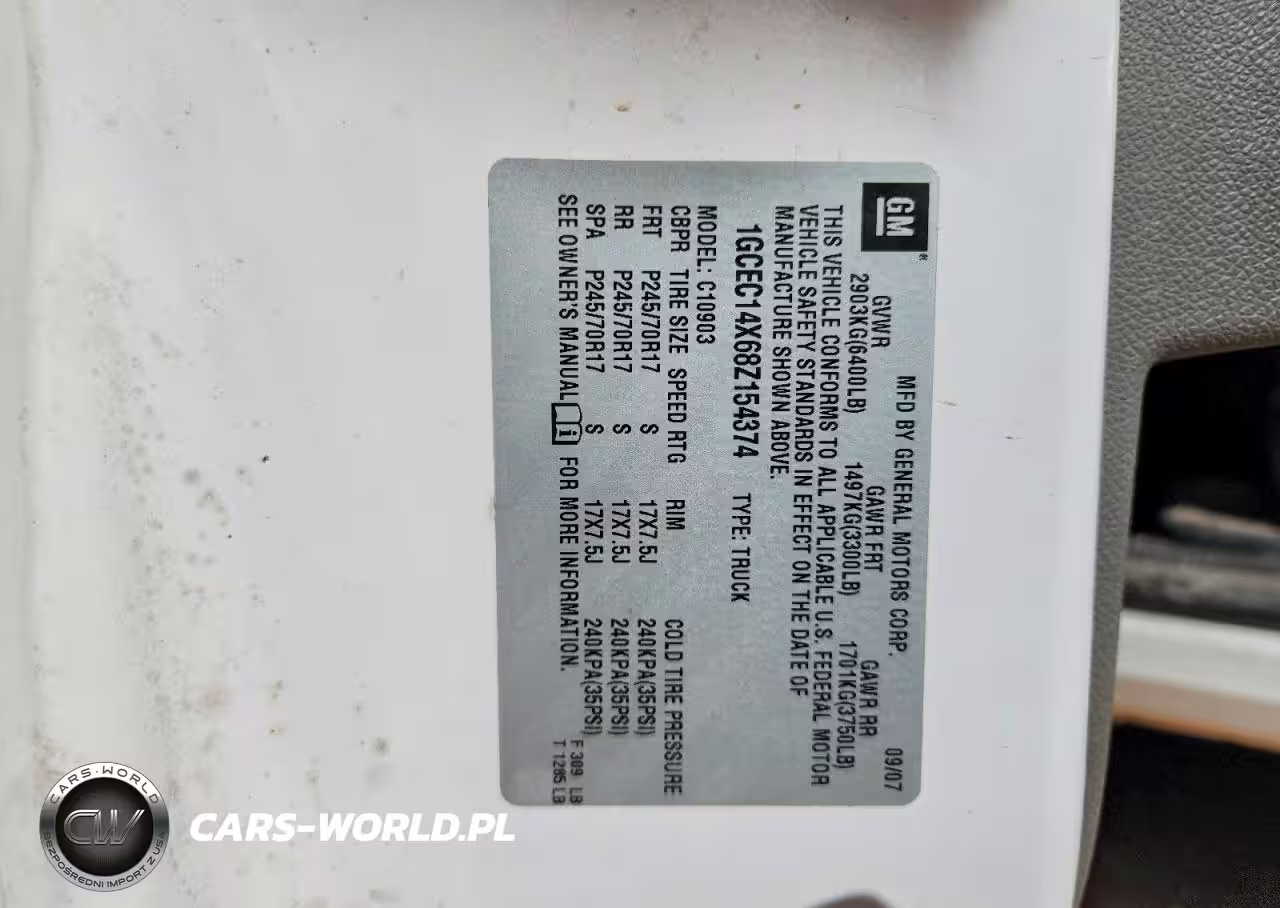 GM
®
MFD BY GENERAL MOTORS CORP. 09/07
GVWR GAWR FRT GAWR RR
2903KG(6400LB) 1497KG(3300LB) 1701KG(3750LB)
THIS VEHICLE CONFORMS TO ALL APPLICABLE U.S. FEDERAL MOTOR
VEHICLE SAFETY STANDARDS IN EFFECT ON THE DATE OF
MANUFACTURE SHOWN ABOVE.
1GCEC14X68Z154374 TYPE: TRUCK
MODEL: C10903
CBPR TIRE SIZE SPEED RTG RIM COLD TIRE PRESSURE
FRT P245/70R17 S 17X7.5J 240KPA(35PSI)
RR P245/70R17 S 17X7.5J 240KPA(35PSI)
SPA P245/70R17 S 17X7.5J 240KPA(35PSI)
SEE OWNER'S MANUAL i FOR MORE INFORMATION.
F 309 LB
T 1285 LB
CARS-WORLD
CW
BEZPOŚREDNI IMPORT Z USA
CARS-WORLD.PL